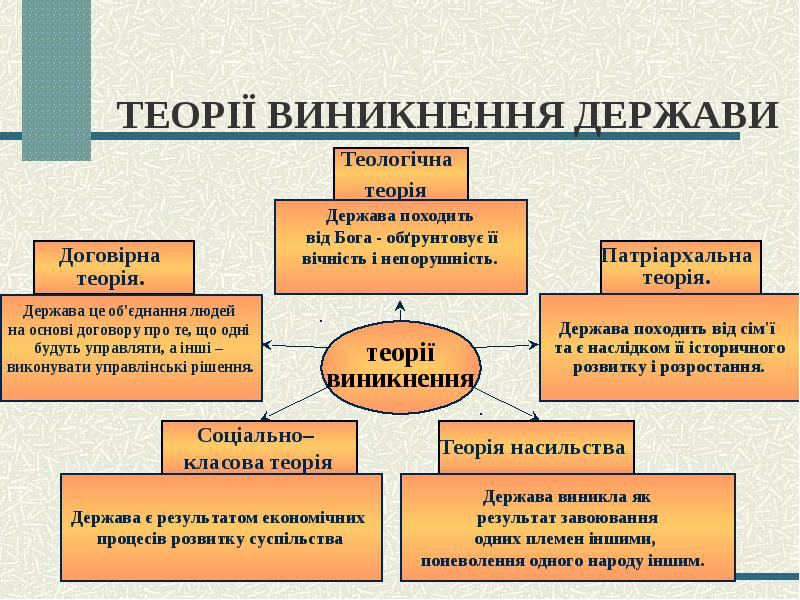 ТЕОРІЇ ВИНИКНЕННЯ ДЕРЖАВИ
Теологічна
теорія
Держава походить
від Бога - обґрунтовує її
вічність і непорушність.
Договірна
теорія.
Держава це об'єднання людей
на основі договору про те, що одні
будуть управляти, а інші –
виконувати управлінські рішення.
Патріархальна
теорія.
Держава походить від сім'ї
та є наслідком її історичного
розвитку і розростання.
теорії
виникнення
Соціально–
класова теорія
Держава є результатом економічних
процесів розвитку суспільства
Теорія насильства
Держава виникла як
результат завоювання
одних племен іншими,
поневолення одного народу іншим.